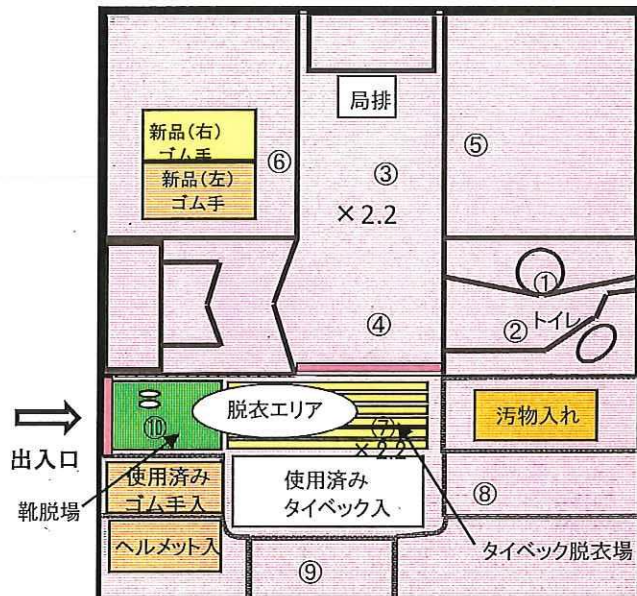 局排
新品(右)
ゴム手
新品(左)
ゴム手
⑥
③
×2.2
⑤
①
②
トイレ
④
出入口
⑩
脱衣エリア
⑦
×2.2
汚物入れ
靴脱場
使用済み
ゴム手入
使用済み
タイベック入
⑧
ヘルメット入
⑨
タイベック脱衣場